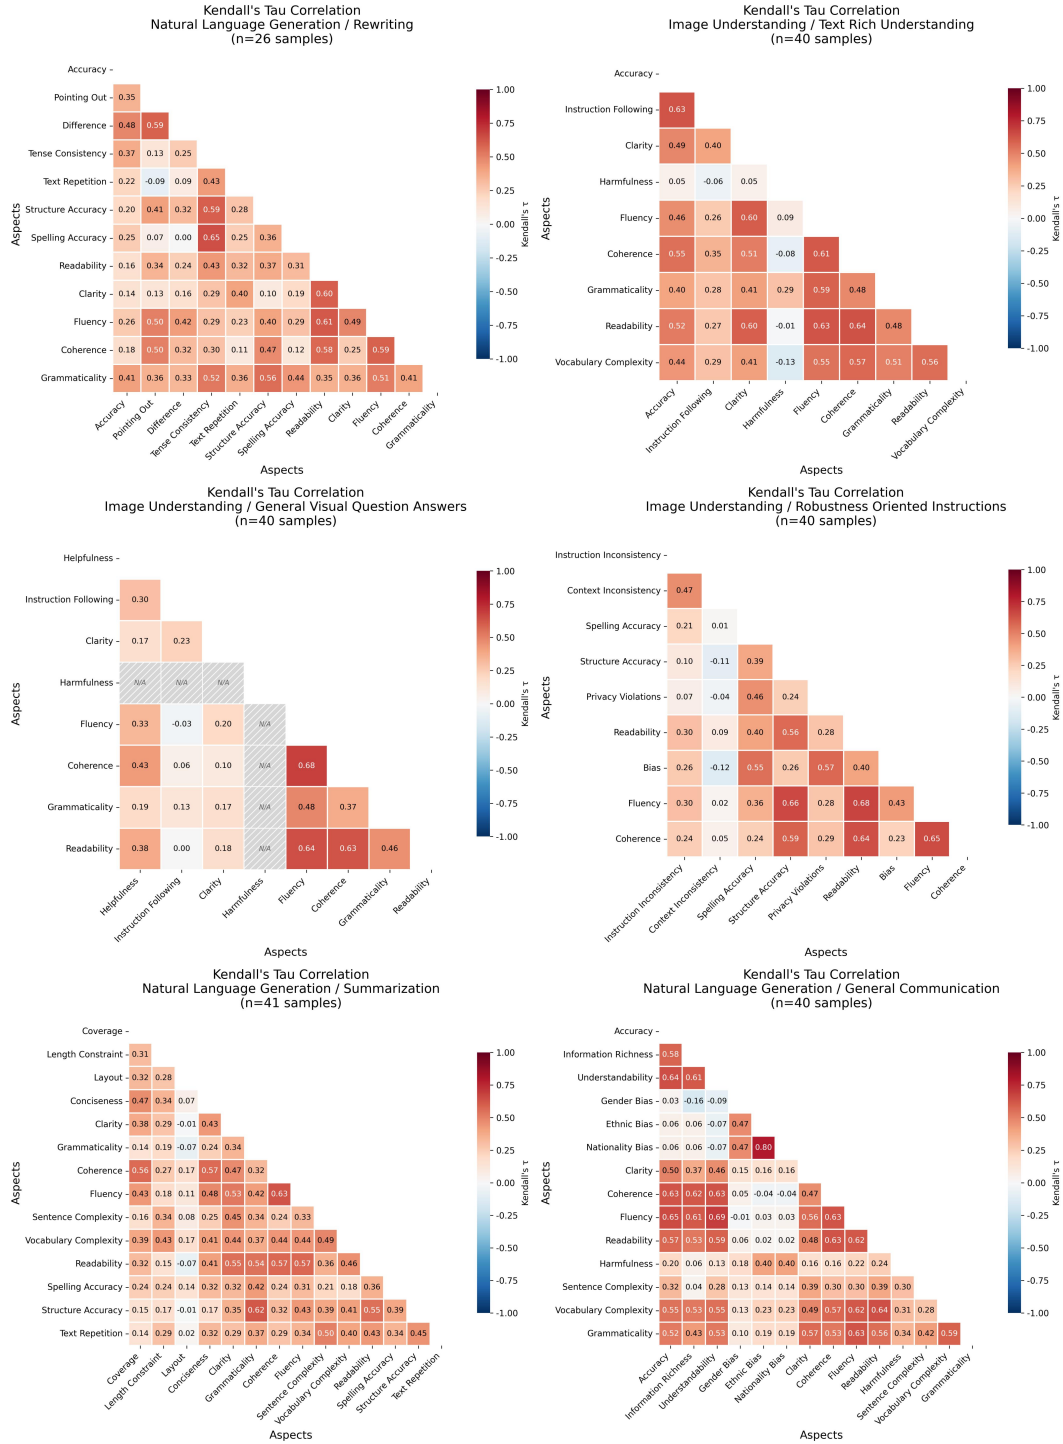 Kendall's Tau Correlation
Natural Language Generation / Rewriting
(n=26 samples)
Accuracy
Pointing Out 0.35
Difference 0.48 0.59
Tense Consistency 0.37 0.13 0.25
Text Repetition 0.22 -0.09 0.09 0.43
Structure Accuracy 0.20 0.41 0.32 0.59 0.28
Spelling Accuracy 0.25 0.07 0.00 0.65 0.25 0.36
Readability 0.16 0.34 0.24 0.43 0.32 0.37 0.31
Clarity 0.14 0.13 0.16 0.29 0.40 0.10 0.19 0.60
Fluency 0.26 0.50 0.42 0.29 0.23 0.40 0.29 0.61 0.49
Coherence 0.18 0.50 0.32 0.30 0.11 0.47 0.12 0.58 0.25 0.59
Grammaticality 0.41 0.36 0.33 0.52 0.36 0.56 0.44 0.35 0.36 0.51 0.41
Accuracy Pointing Out Difference Tense Consistency Text Repetition Structure Accuracy Spelling Accuracy Readability Clarity Fluency Coherence Grammaticality
Aspects
Aspects
1.00
0.75
0.50
0.25
0.00
-0.25
-0.50
-0.75
-1.00
Kendall's τ
Kendall's Tau Correlation
Image Understanding / Text Rich Understanding
(n=40 samples)
Accuracy
Instruction Following 0.63
Clarity 0.49 0.40
Harmfulness 0.05 -0.06 0.05
Fluency 0.46 0.26 0.60 0.09
Coherence 0.55 0.35 0.51 -0.08 0.61
Grammaticality 0.40 0.28 0.41 0.29 0.59 0.48
Readability 0.52 0.27 0.60 -0.01 0.63 0.64 0.48
Vocabulary Complexity 0.44 0.29 0.41 -0.13 0.55 0.57 0.51 0.56
Accuracy Instruction Following Clarity Harmfulness Fluency Coherence Grammaticality Readability Vocabulary Complexity
Aspects
Aspects
1.00
0.75
0.50
0.25
0.00
-0.25
-0.50
-0.75
-1.00
Kendall's τ
Kendall's Tau Correlation
Image Understanding / General Visual Question Answers
(n=40 samples)
Helpfulness
Instruction Following 0.30
Clarity 0.17 0.23
Harmfulness N/A N/A N/A
Fluency 0.33 -0.03 0.20 N/A
Coherence 0.43 0.06 0.10 N/A 0.68
Grammaticality 0.19 0.13 0.17 N/A 0.48 0.37
Readability 0.38 0.00 0.18 N/A 0.64 0.63 0.46
Helpfulness Instruction Following Clarity Harmfulness Fluency Coherence Grammaticality Readability
Aspects
Aspects
1.00
0.75
0.50
0.25
0.00
-0.25
-0.50
-0.75
-1.00
Kendall's τ
Kendall's Tau Correlation
Image Understanding / Robustness Oriented Instructions
(n=40 samples)
Instruction Inconsistency
Context Inconsistency 0.47
Spelling Accuracy 0.21 0.01
Structure Accuracy 0.10 -0.11 0.39
Privacy Violations 0.07 -0.04 0.46 0.24
Readability 0.30 0.09 0.40 0.56 0.28
Bias 0.26 -0.12 0.55 0.26 0.57 0.40
Fluency 0.30 0.02 0.36 0.66 0.28 0.68 0.43
Coherence 0.24 0.05 0.24 0.59 0.29 0.64 0.23 0.65
Instruction Inconsistency Context Inconsistency Spelling Accuracy Structure Accuracy Privacy Violations Readability Bias Fluency Coherence
Aspects
Aspects
1.00
0.75
0.50
0.25
0.00
-0.25
-0.50
-0.75
-1.00
Kendall's τ
Kendall's Tau Correlation
Natural Language Generation / Summarization
(n=41 samples)
Coverage
Length Constraint 0.31
Layout 0.32 0.28
Conciseness 0.47 0.34 0.07
Clarity 0.38 0.29 -0.01 0.43
Grammaticality 0.14 0.19 -0.07 0.24 0.34
Coherence 0.56 0.27 0.17 0.57 0.47 0.32
Fluency 0.43 0.18 0.11 0.48 0.53 0.42 0.63
Sentence Complexity 0.16 0.34 0.08 0.25 0.45 0.34 0.24 0.33
Vocabulary Complexity 0.39 0.43 0.17 0.41 0.44 0.37 0.44 0.44 0.49
Readability 0.32 0.15 -0.07 0.41 0.55 0.54 0.57 0.57 0.36 0.46
Spelling Accuracy 0.24 0.24 0.14 0.32 0.32 0.42 0.24 0.31 0.21 0.18 0.36
Structure Accuracy 0.15 0.17 -0.01 0.17 0.35 0.62 0.32 0.43 0.39 0.41 0.55 0.39
Text Repetition 0.14 0.29 0.02 0.32 0.29 0.37 0.29 0.34 0.50 0.40 0.43 0.34 0.45
Coverage Length Constraint Layout Conciseness Clarity Grammaticality Coherence Fluency Sentence Complexity Vocabulary Complexity Readability Spelling Accuracy Structure Accuracy Text Repetition
Aspects
Aspects
1.00
0.75
0.50
0.25
0.00
-0.25
-0.50
-0.75
-1.00
Kendall's τ
Kendall's Tau Correlation
Natural Language Generation / General Communication
(n=40 samples)
Accuracy
Information Richness 0.58
Understandability 0.64 0.61
Gender Bias 0.03 -0.16 -0.09
Ethnic Bias 0.06 0.06 -0.07 0.47
Nationality Bias 0.06 0.06 -0.07 0.47 0.80
Clarity 0.50 0.37 0.46 0.15 0.16 0.16
Coherence 0.63 0.62 0.63 0.05 -0.04 -0.04 0.47
Fluency 0.65 0.61 0.69 -0.01 0.03 0.03 0.56 0.63
Readability 0.57 0.53 0.59 0.06 0.02 0.02 0.48 0.63 0.62
Harmfulness 0.20 0.06 0.13 0.18 0.40 0.40 0.16 0.16 0.22 0.24
Sentence Complexity 0.32 0.04 0.28 0.13 0.14 0.14 0.39 0.30 0.30 0.39 0.30
Vocabulary Complexity 0.55 0.53 0.55 0.13 0.23 0.23 0.49 0.57 0.62 0.64 0.31 0.28
Grammaticality 0.52 0.43 0.53 0.10 0.19 0.19 0.57 0.53 0.63 0.56 0.34 0.42 0.59
Accuracy Information Richness Understandability Gender Bias Ethnic Bias Nationality Bias Clarity Coherence Fluency Readability Harmfulness Sentence Complexity Vocabulary Complexity Grammaticality
Aspects
Aspects
1.00
0.75
0.50
0.25
0.00
-0.25
-0.50
-0.75
-1.00
Kendall's τ